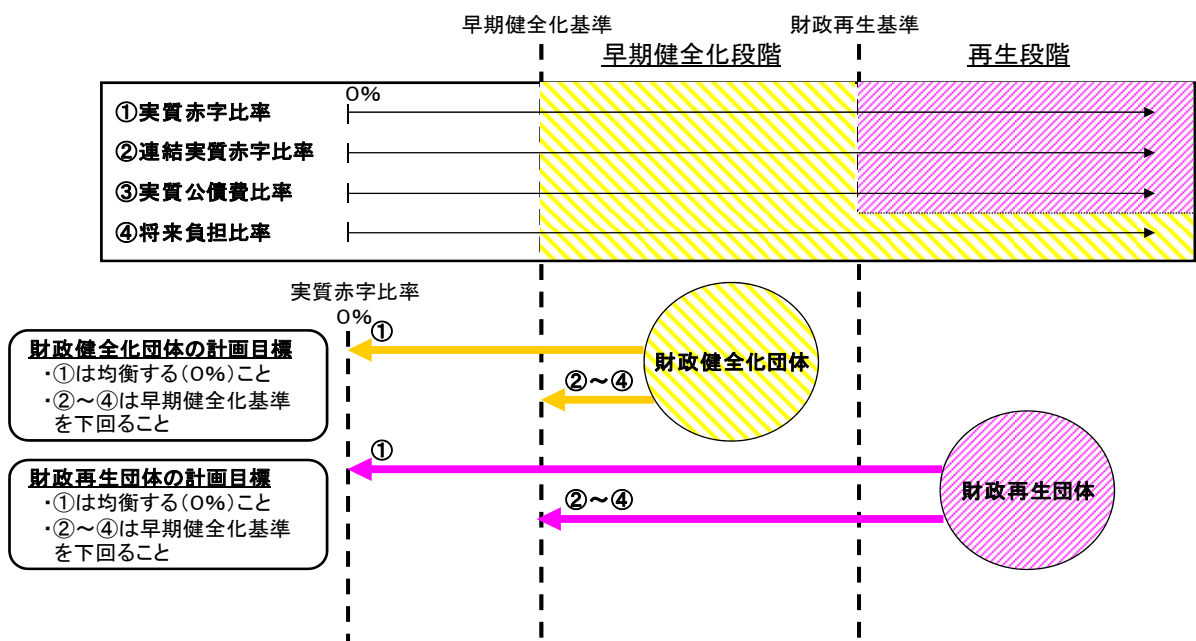 早期健全化基準
財政再生基準
早期健全化段階
再生段階
0%
①実質赤字比率
②連結実質赤字比率
③実質公債費比率
④将来負担比率
実質赤字比率
0%
①
財政健全化団体の計画目標
・①は均衡する(0%)こと
・②～④は早期健全化基準
を下回ること
②～④
財政健全化団体
①
財政再生団体の計画目標
・①は均衡する(0%)こと
・②～④は早期健全化基準
を下回ること
②～④
財政再生団体